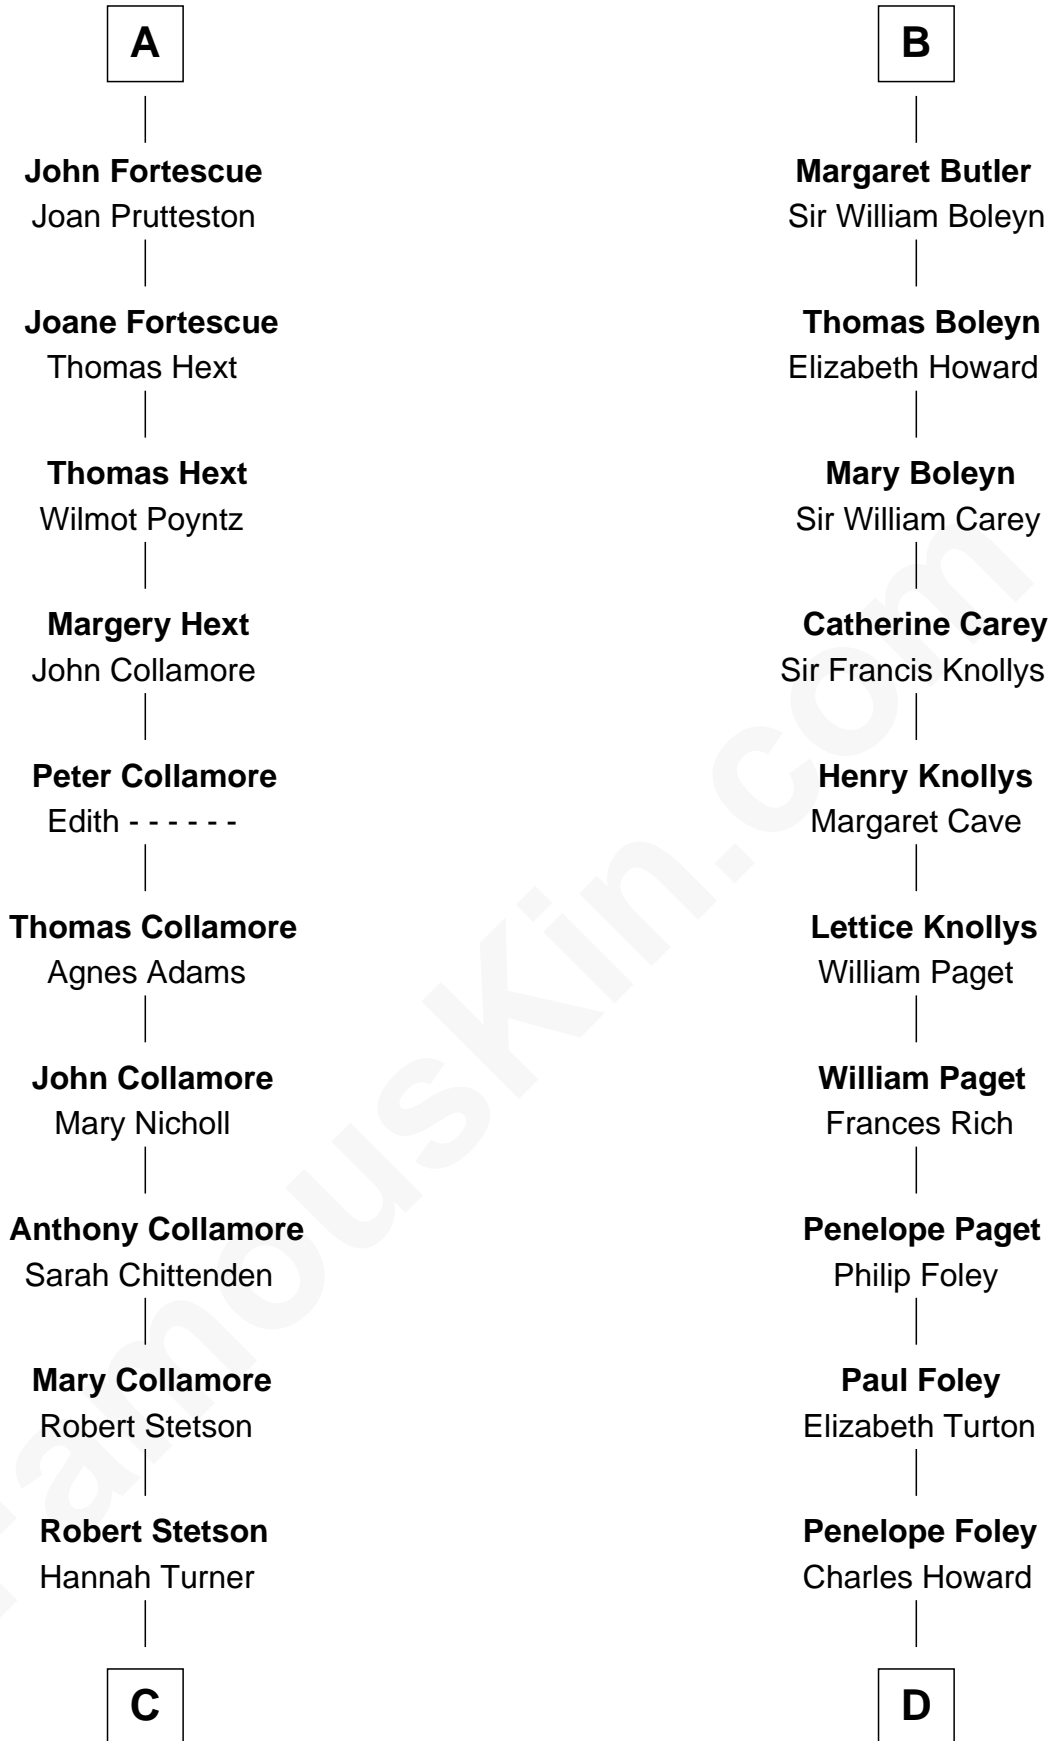 A
John Fortescue
Joan Prutteston
Joane Fortescue
Thomas Hext
Thomas Hext
Wilmot Poyntz
Margery Hext
John Collamore
Peter Collamore
Edith - - - - - -
Thomas Collamore
Agnes Adams
John Collamore
Mary Nicholl
Anthony Collamore
Sarah Chittenden
Mary Collamore
Robert Stetson
Robert Stetson
Hannah Turner
C
B
Margaret Butler
Sir William Boleyn
Thomas Boleyn
Elizabeth Howard
Mary Boleyn
Sir William Carey
Catherine Carey
Sir Francis Knollys
Henry Knollys
Margaret Cave
Lettice Knollys
William Paget
William Paget
Frances Rich
Penelope Paget
Philip Foley
Paul Foley
Elizabeth Turton
Penelope Foley
Charles Howard
D
FamousKin.com